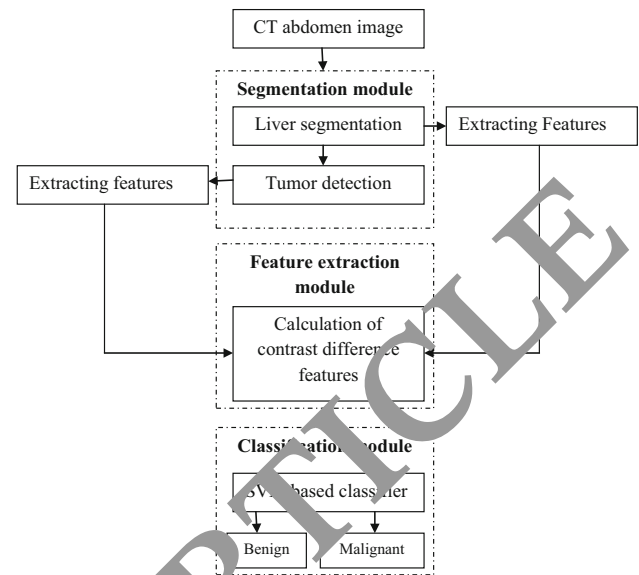 CT abdomen image
Segmentation module
Liver segmentation
Extracting Features
Extracting features
Tumor detection
Feature extraction
module
Calculation of
contrast difference
features
Classification module
based classifier
Benign
Malignant
RTICLE